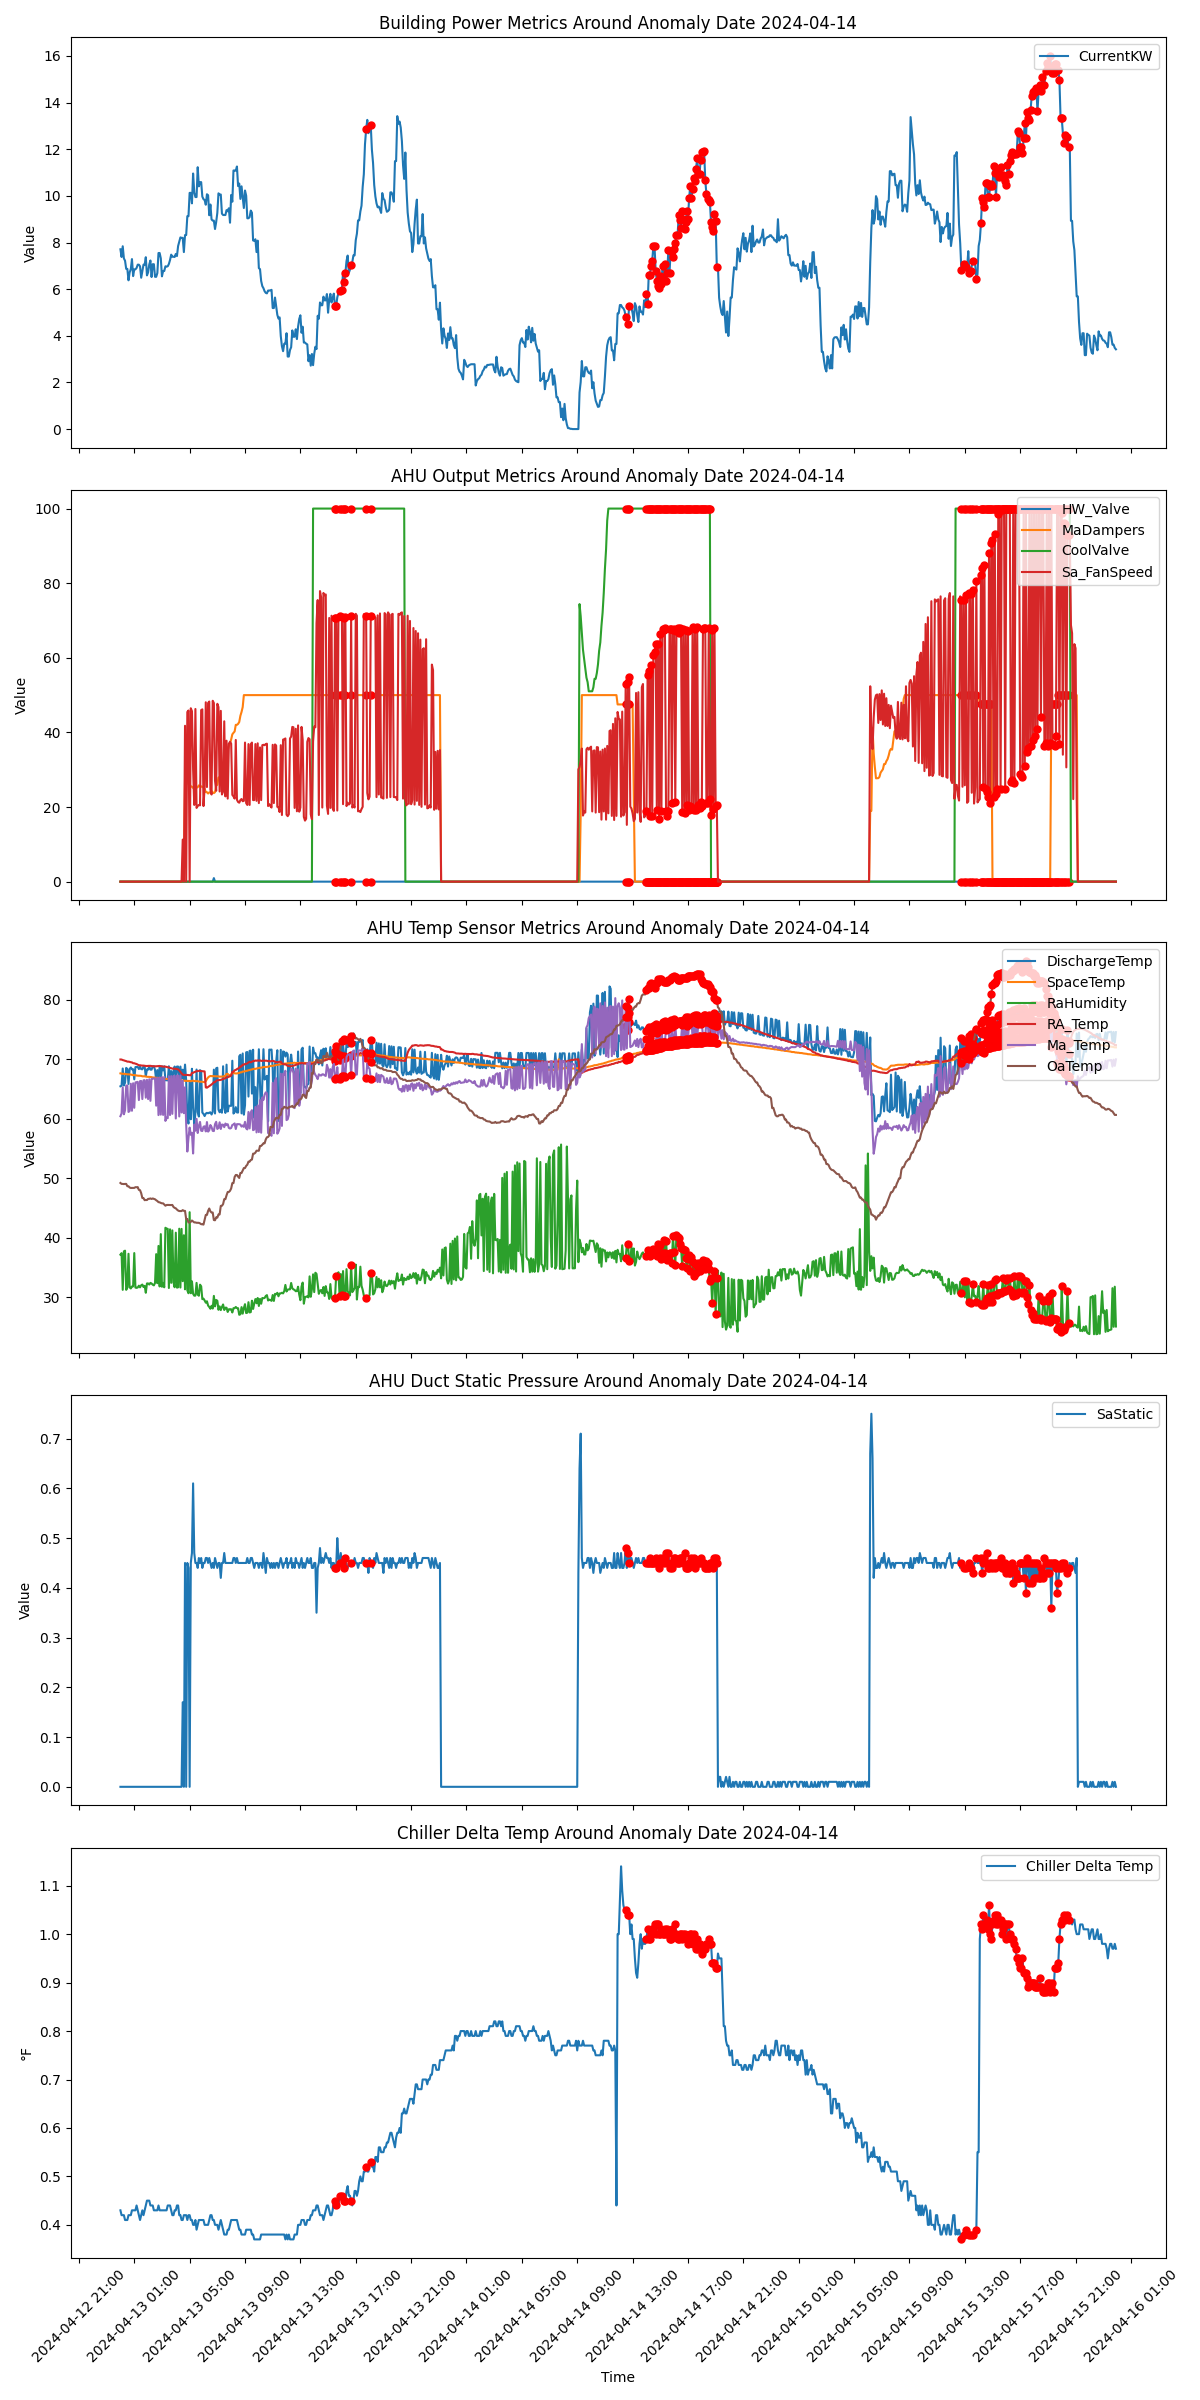 Building Power Metrics Around Anomaly Date 2024-04-14
16
14
12
10
8
6
4
2
0
Value
CurrentKW
AHU Output Metrics Around Anomaly Date 2024-04-14
100
80
60
40
20
0
Value
HW_Valve
MaDampers
CoolValve
Sa_FanSpeed
AHU Temp Sensor Metrics Around Anomaly Date 2024-04-14
80
70
60
50
40
30
Value
DischargeTemp
SpaceTemp
RaHumidity
RA_Temp
Ma_Temp
OaTemp
AHU Duct Static Pressure Around Anomaly Date 2024-04-14
0.7
0.6
0.5
0.4
0.3
0.2
0.1
0.0
Value
SaStatic
Chiller Delta Temp Around Anomaly Date 2024-04-14
1.1
1.0
0.9
0.8
0.7
0.6
0.5
0.4
°F
Chiller Delta Temp
2024-04-12 21:00
2024-04-13 01:00
2024-04-13 05:00
2024-04-13 09:00
2024-04-13 13:00
2024-04-13 17:00
2024-04-13 21:00
2024-04-14 01:00
2024-04-14 05:00
2024-04-14 09:00
2024-04-14 13:00
2024-04-14 17:00
2024-04-14 21:00
2024-04-15 01:00
2024-04-15 05:00
2024-04-15 09:00
2024-04-15 13:00
2024-04-15 17:00
2024-04-15 21:00
2024-04-16 01:00
Time